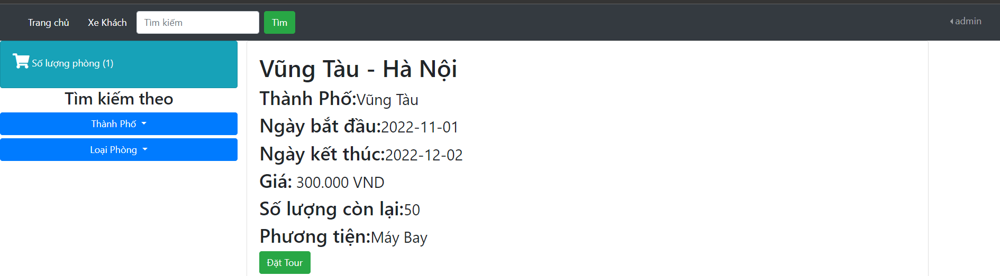 Trang chủ Xe Khách Tìm kiếm Tìm admin
Số lượng phòng (1)
Tìm kiếm theo
Thành Phố
Loại Phòng
Vũng Tàu - Hà Nội
Thành Phố:Vũng Tàu
Ngày bắt đầu:2022-11-01
Ngày kết thúc:2022-12-02
Giá: 300.000 VND
Số lượng còn lại:50
Phương tiện:Máy Bay
Đặt Tour